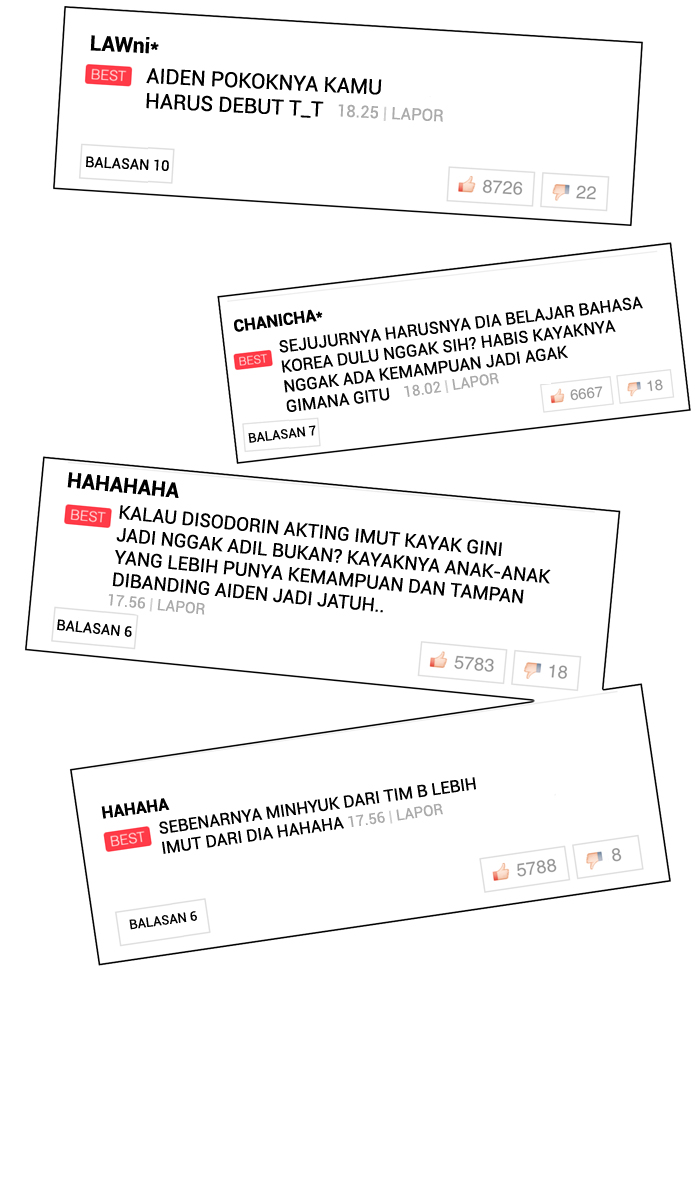 LAWni*
BEST AIDEN POKOKNYA KAMU
HARUS DEBUT T_T 18.25 | LAPOR
BALASAN 10
8726 22
CHANICHA*
BEST SEJUJURNYA HARUSNYA DIA BELAJAR BAHASA
KOREA DULU NGGAK SIH? HABIS KAYAKNYA
NGGAK ADA KEMAMPUAN JADI AGAK
GIMANA GITU 18.02 | LAPOR
6667 18
BALASAN 7
HAHAHAHA
BEST KALAU DISODORIN AKTING IMUT KAYAK GINI
JADI NGGAK ADIL BUKAN? KAYAKNYA ANAK-ANAK
YANG LEBIH PUNYA KEMAMPUAN DAN TAMPAN
DIBANDING AIDEN JADI JATUH..
17.56 | LAPOR
BALASAN 6
5783 18
HAHAHA
BEST SEBENARNYA MINHYUK DARI TIM B LEBIH
IMUT DARI DIA HAHAHA 17.56 | LAPOR
5788 8
BALASAN 6